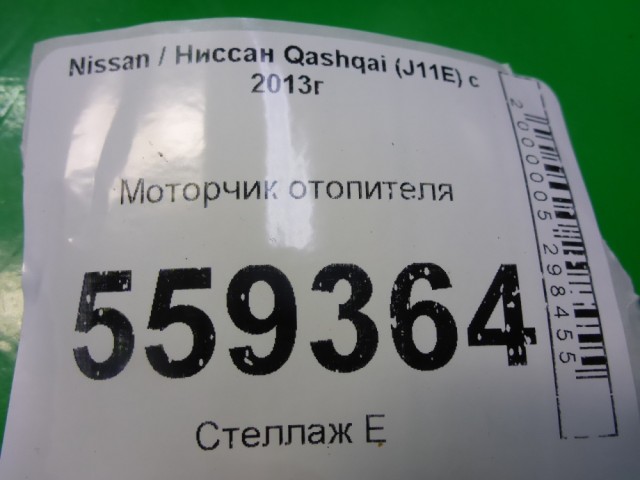 Nissan / Ниссан Qashqai (J11E) с
2013г
Моторчик отопителя
559364
Стеллаж Е
2000005298455